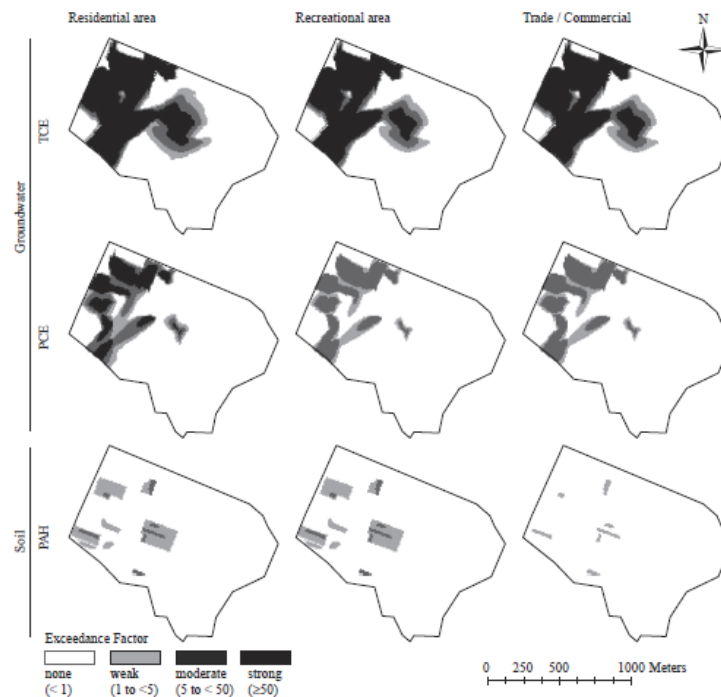 Residential area Recreational area Trade / Commercial N
Groundwater
TCE
PCE
Soil
PAH
Exceedance Factor
none weak moderate strong
(< 1) (1 to <5) (5 to < 50) (≥50)
0 250 500 1000 Meters